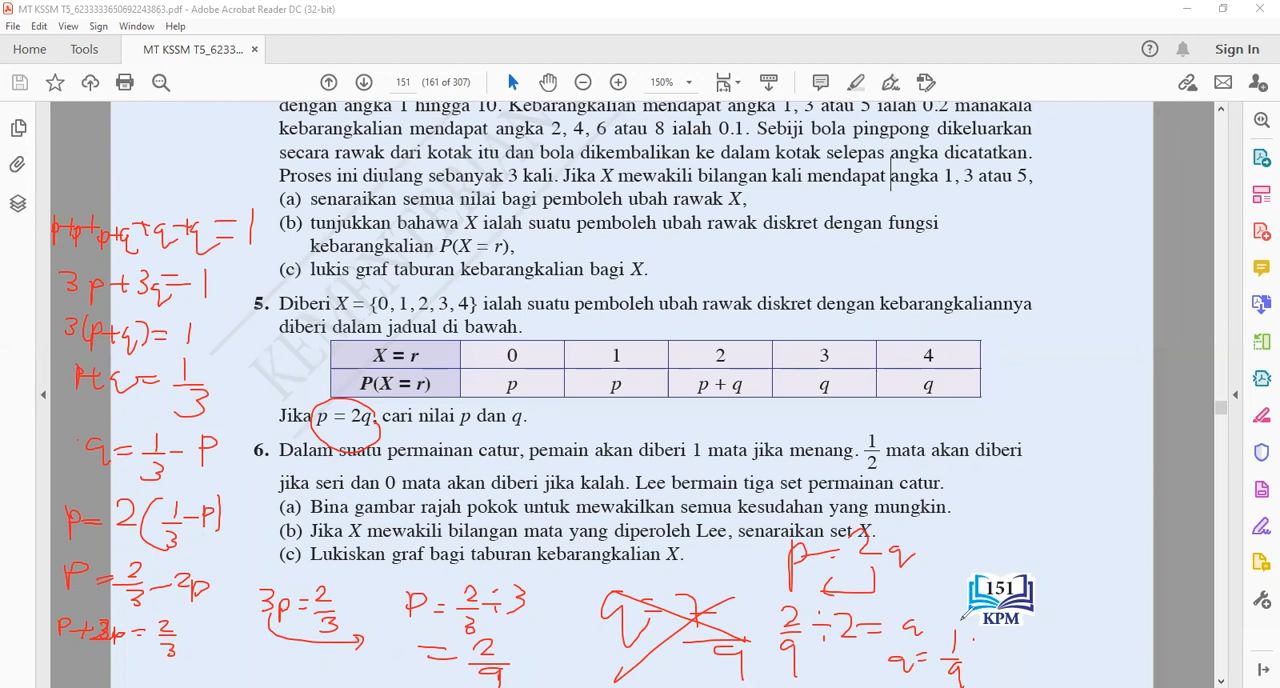 MT KSSM T5_6233333650692243863.pdf - Adobe Acrobat Reader DC (32-bit)
File Edit View Sign Window Help
Home Tools MT KSSM T5_6233... × Sign In
151 (161 of 307) 150%
dengan angka 1 hingga 10. Kebarangkalian mendapat angka 1, 3 atau 5 ialah 0.2 manakala
kebarangkalian mendapat angka 2, 4, 6 atau 8 ialah 0.1. Sebiji bola pingpong dikeluarkan
secara rawak dari kotak itu dan bola dikembalikan ke dalam kotak selepas angka dicatatkan.
Proses ini diulang sebanyak 3 kali. Jika X mewakili bilangan kali mendapat angka 1, 3 atau 5,
(a) senaraikan semua nilai bagi pemboleh ubah rawak X,
(b) tunjukkan bahawa X ialah suatu pemboleh ubah rawak diskret dengan fungsi
kebarangkalian P(X = r),
(c) lukis graf taburan kebarangkalian bagi X.
5. Diberi X = {0, 1, 2, 3, 4} ialah suatu pemboleh ubah rawak diskret dengan kebarangkaliannya
diberi dalam jadual di bawah.
X = r 0 1 2 3 4
P(X = r) p p p + q q q
Jika p = 2q, cari nilai p dan q.
6. Dalam suatu permainan catur, pemain akan diberi 1 mata jika menang. 1/2 mata akan diberi
jika seri dan 0 mata akan diberi jika kalah. Lee bermain tiga set permainan catur.
(a) Bina gambar rajah pokok untuk mewakilkan semua kesudahan yang mungkin.
(b) Jika X mewakili bilangan mata yang diperoleh Lee, senaraikan set X.
(c) Lukiskan graf bagi taburan kebarangkalian X.
151
KPM
KEMENTERIAN
p+p+p+q+q+q=1
3p+3q=1
3(p+q)=1
p+q=1/3
q=1/3-p
p=2(1/3-p)
p=2/3-2p
3p=2/3
p=2/3÷3
=2/9
p=2q
2/9÷2=q
q=1/9